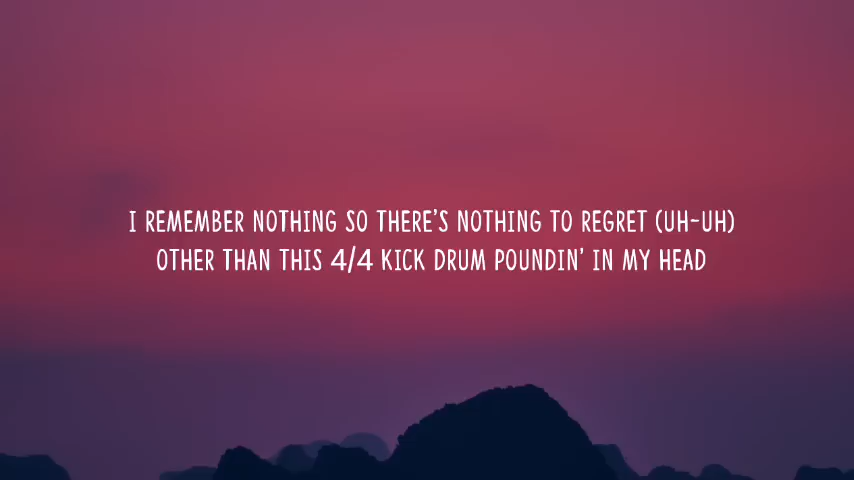 I REMEMBER NOTHING SO THERE'S NOTHING TO REGRET (UH-UH)
OTHER THAN THIS 4/4 KICK DRUM POUNDIN' IN MY HEAD